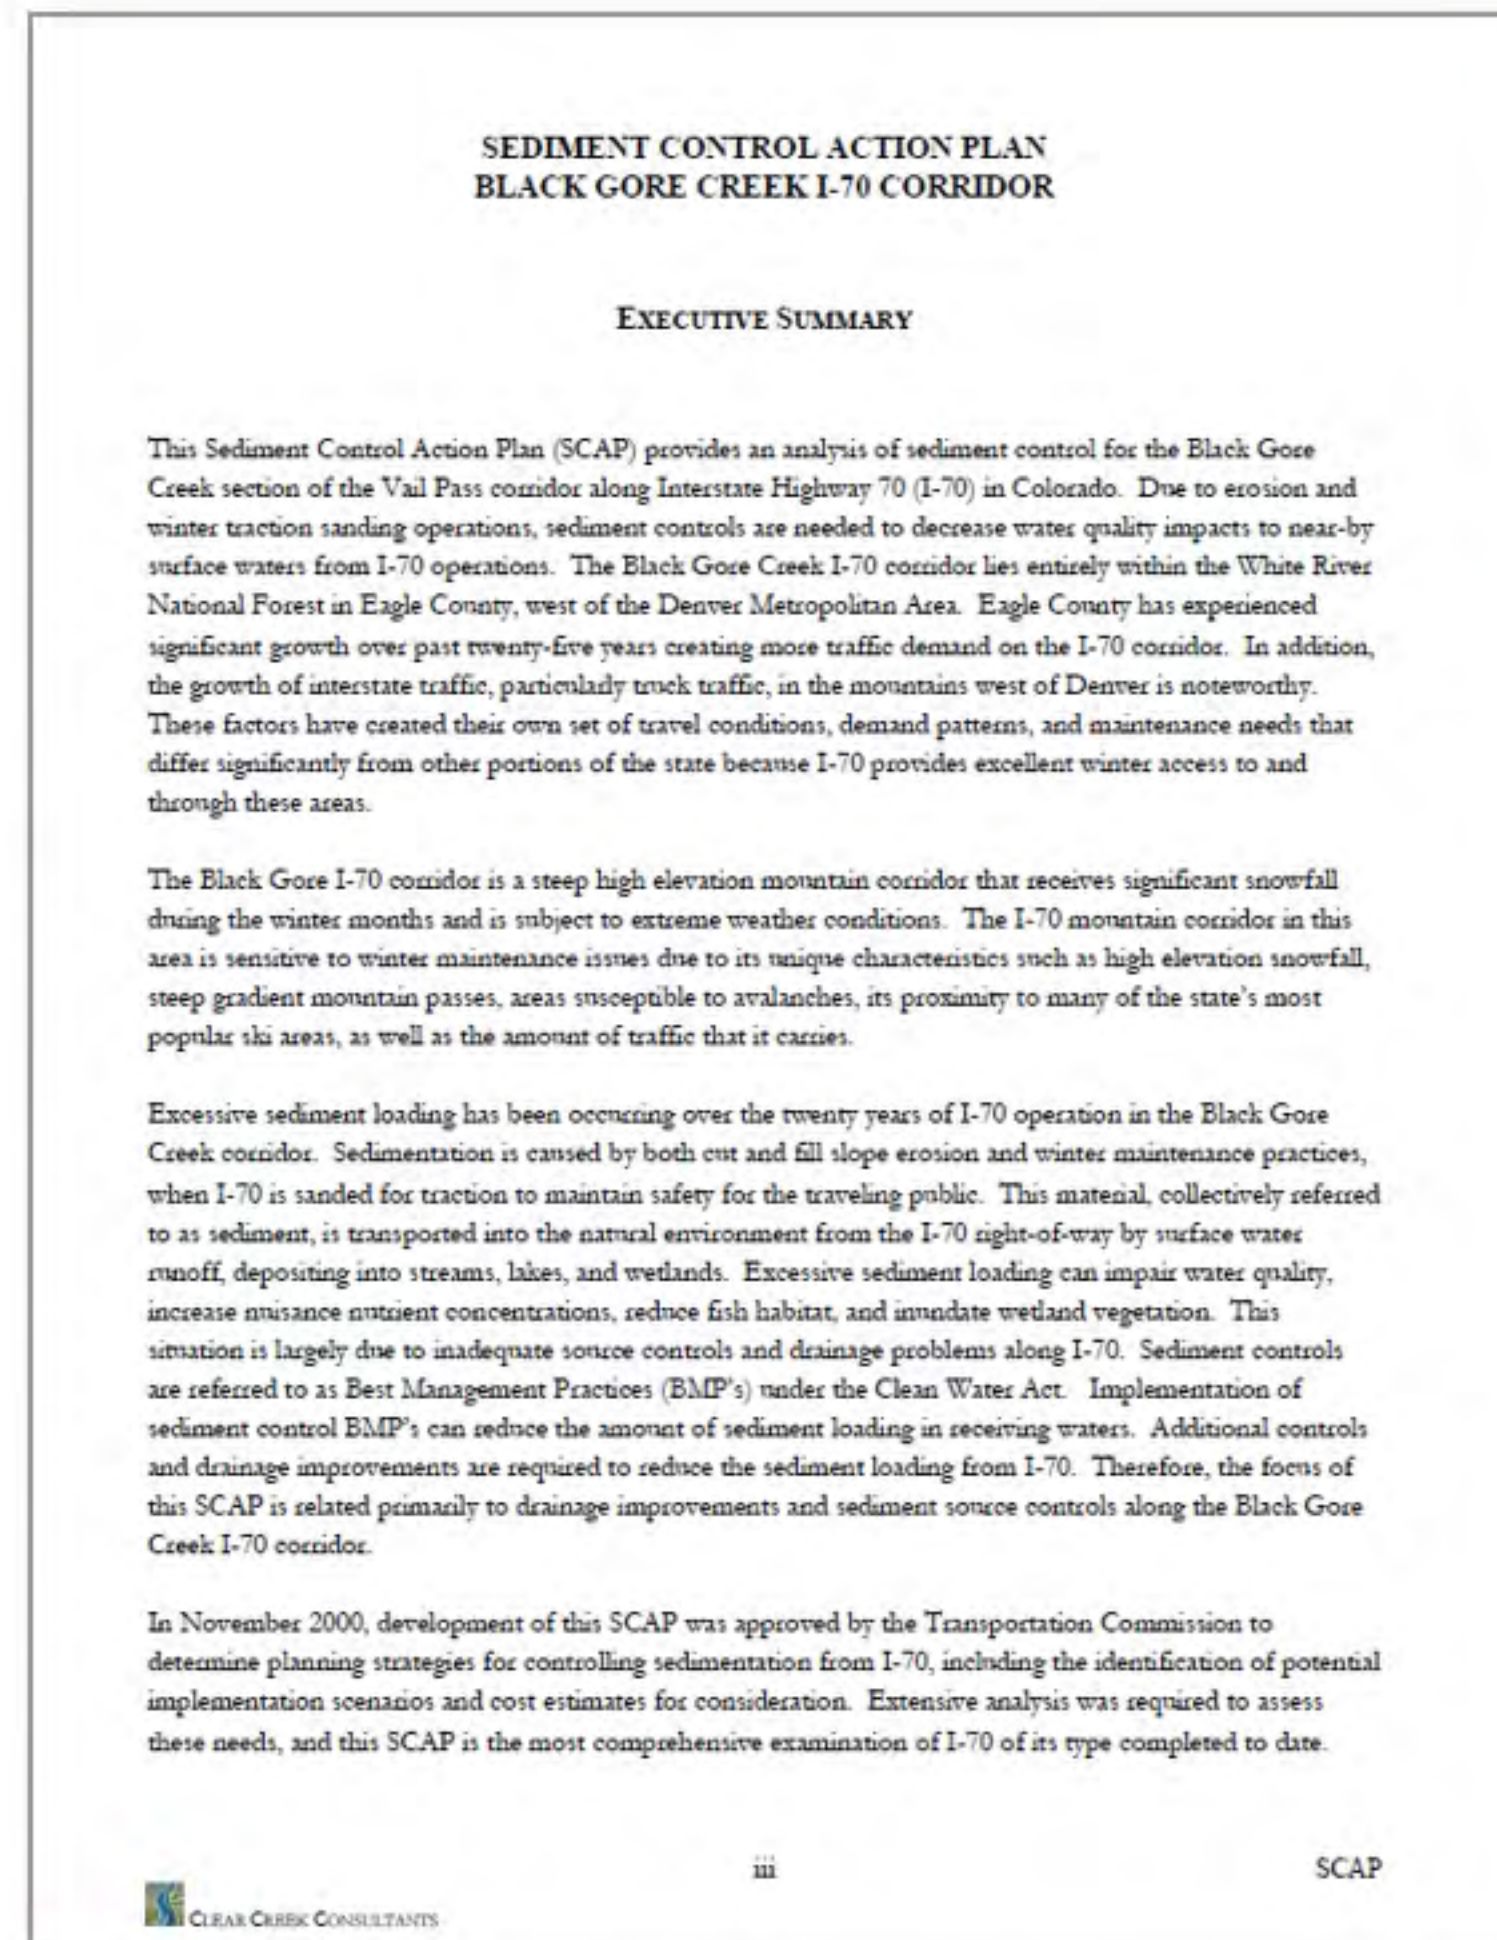 SEDIMENT CONTROL ACTION PLAN
BLACK GORE CREEK I-70 CORRIDOR
EXECUTIVE SUMMARY
This Sediment Control Action Plan (SCAP) provides an analysis of sediment control for the Black Gore
Creek section of the Vail Pass corridor along Interstate Highway 70 (I-70) in Colorado. Due to erosion and
winter traction sanding operations, sediment controls are needed to decrease water quality impacts to near-by
surface waters from I-70 operations. The Black Gore Creek I-70 corridor lies entirely within the White River
National Forest in Eagle County, west of the Denver Metropolitan Area. Eagle County has experienced
significant growth over past twenty-five years creating more traffic demand on the I-70 corridor. In addition,
the growth of interstate traffic, particularly truck traffic, in the mountains west of Denver is noteworthy.
These factors have created their own set of travel conditions, demand patterns, and maintenance needs that
differ significantly from other portions of the state because I-70 provides excellent winter access to and
through these areas.
The Black Gore I-70 corridor is a steep high elevation mountain corridor that receives significant snowfall
during the winter months and is subject to extreme weather conditions. The I-70 mountain corridor in this
area is sensitive to winter maintenance issues due to its unique characteristics such as high elevation snowfall,
steep gradient mountain passes, areas susceptible to avalanches, its proximity to many of the state's most
popular ski areas, as well as the amount of traffic that it carries.
Excessive sediment loading has been occurring over the twenty years of I-70 operation in the Black Gore
Creek corridor. Sedimentation is caused by both cut and fill slope erosion and winter maintenance practices,
when I-70 is sanded for traction to maintain safety for the traveling public. This material, collectively referred
to as sediment, is transported into the natural environment from the I-70 right-of-way by surface water
runoff, depositing into streams, lakes, and wetlands. Excessive sediment loading can impair water quality,
increase nuisance nutrient concentrations, reduce fish habitat, and inundate wetland vegetation. This
situation is largely due to inadequate source controls and drainage problems along I-70. Sediment controls
are referred to as Best Management Practices (BMP's) under the Clean Water Act. Implementation of
sediment control BMP's can reduce the amount of sediment loading in receiving waters. Additional controls
and drainage improvements are required to reduce the sediment loading from I-70. Therefore, the focus of
this SCAP is related primarily to drainage improvements and sediment source controls along the Black Gore
Creek I-70 corridor.
In November 2000, development of this SCAP was approved by the Transportation Commission to
determine planning strategies for controlling sedimentation from I-70, including the identification of potential
implementation scenarios and cost estimates for consideration. Extensive analysis was required to assess
these needs, and this SCAP is the most comprehensive examination of I-70 of its type completed to date.
iii
SCAP
CLEAR CREEK CONSULTANTS